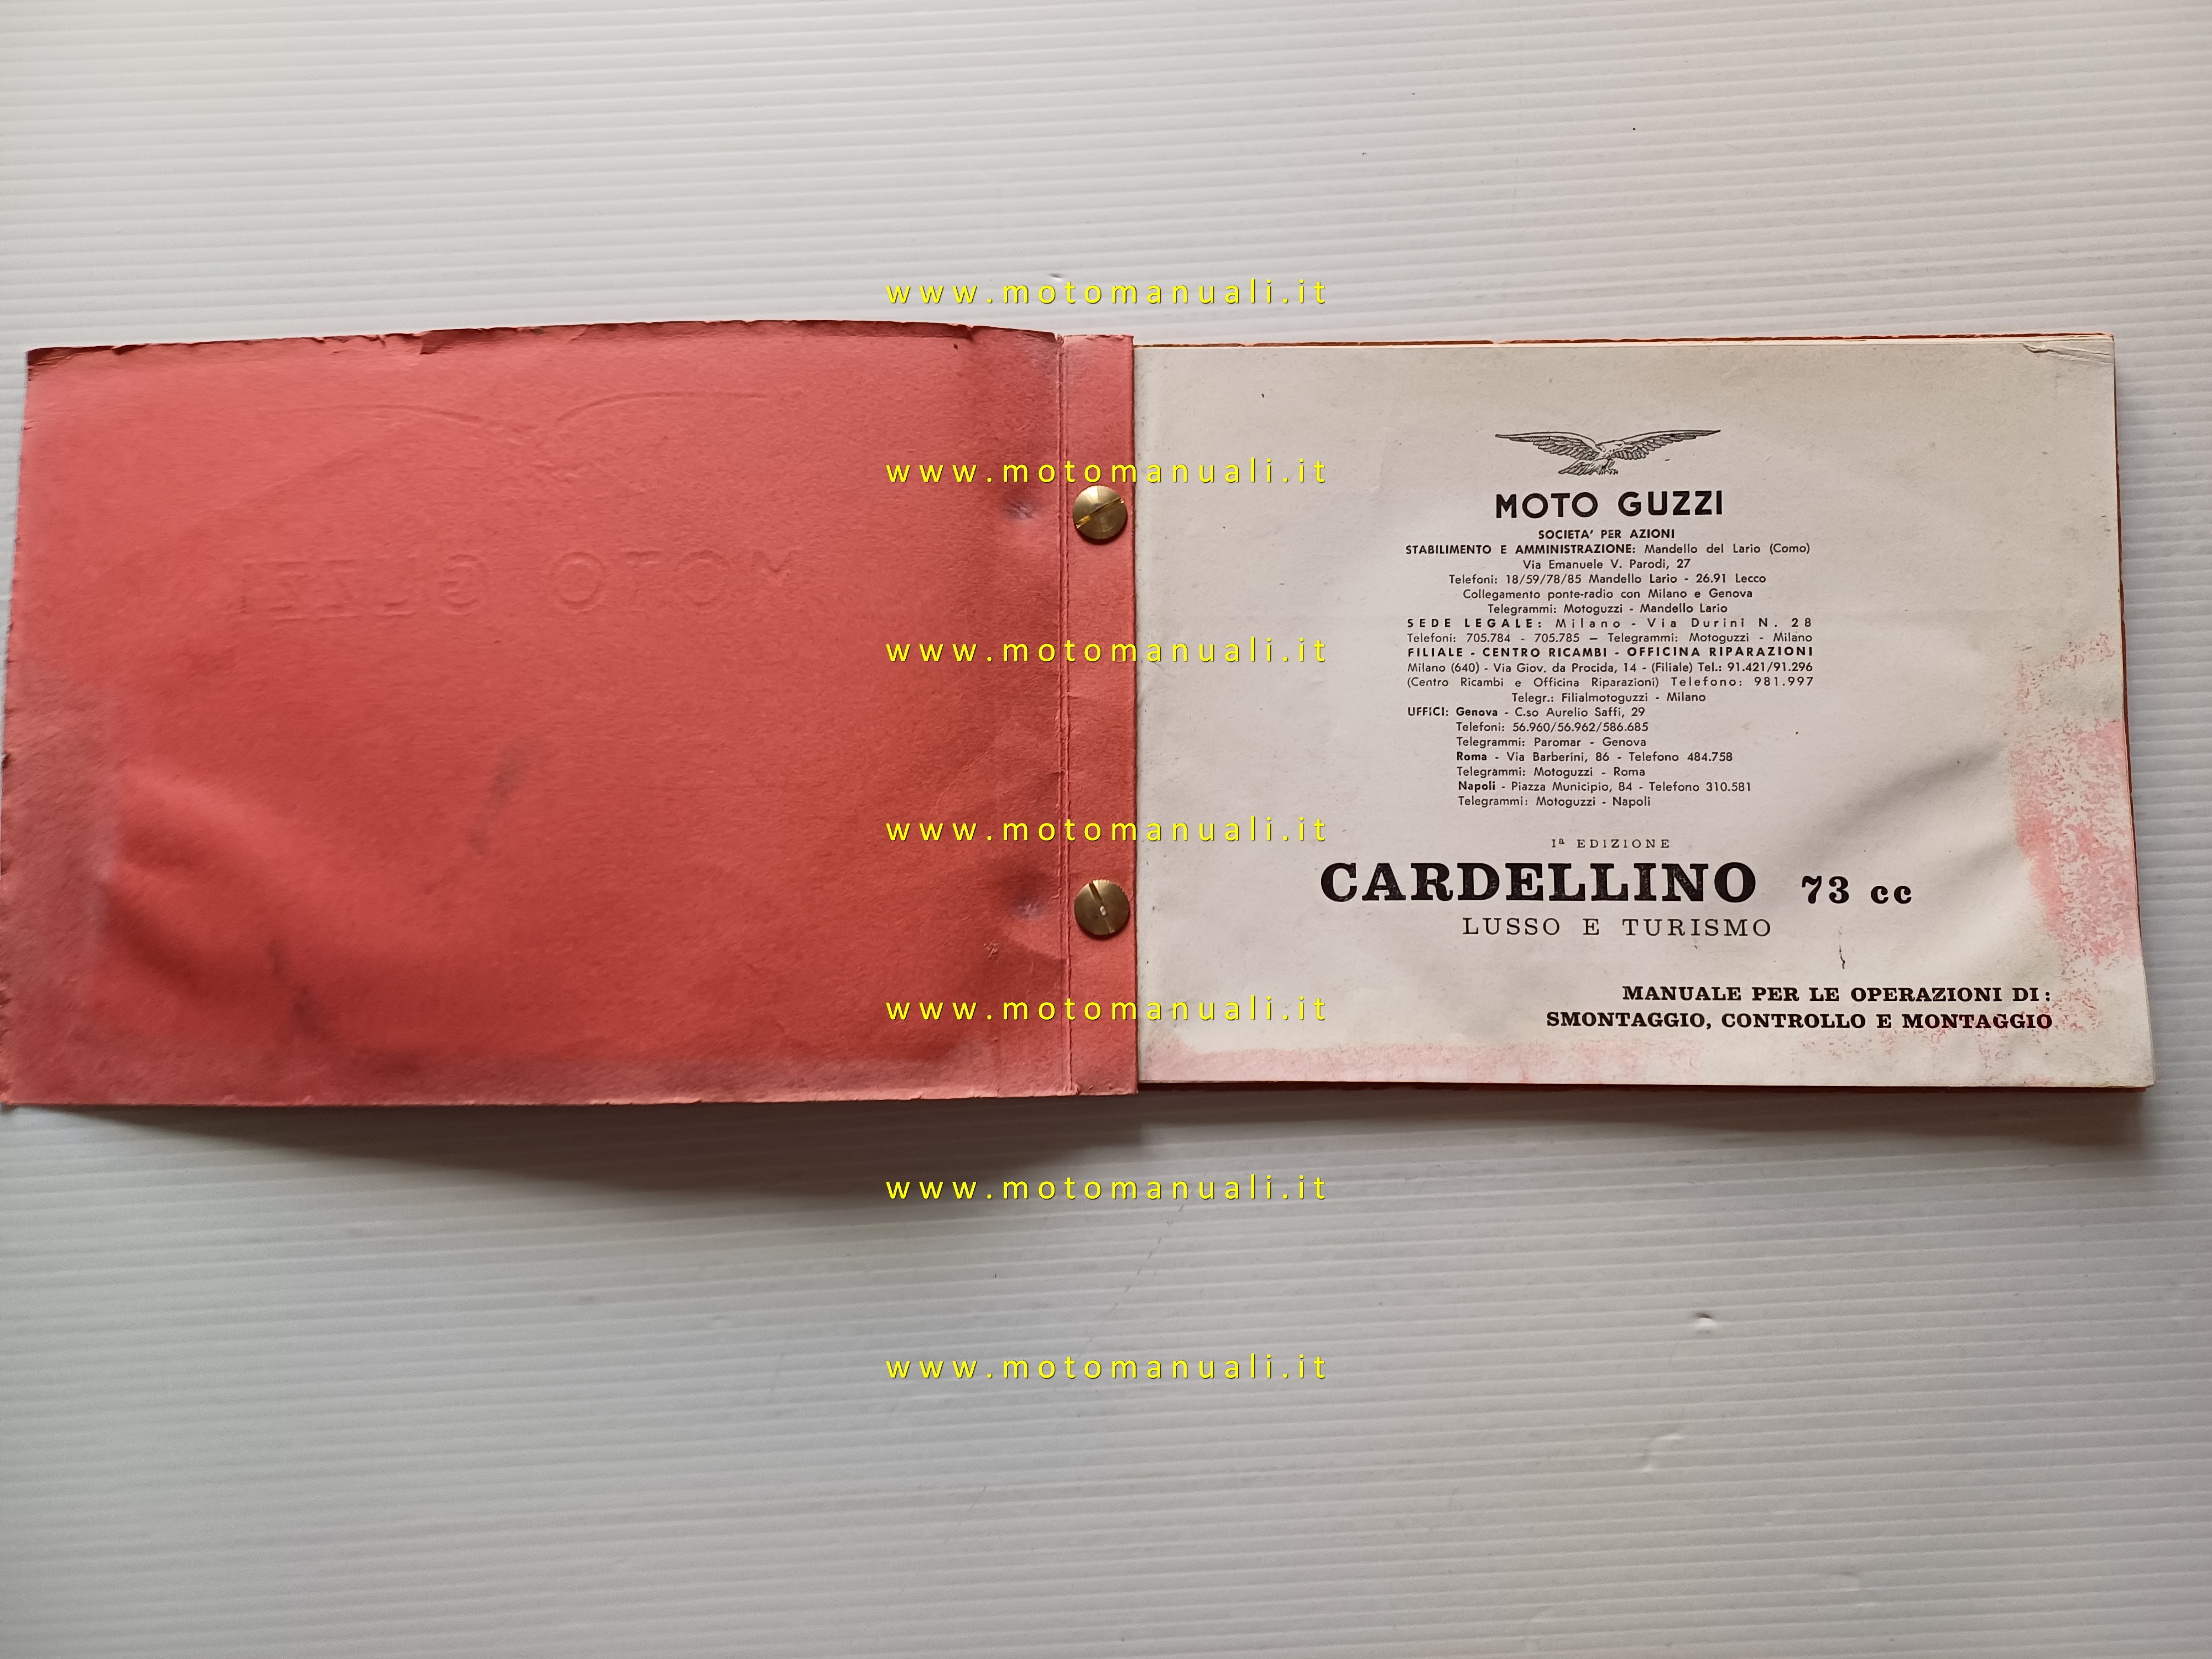 www.motomanuali.it
www.motomanuali.it
www.motomanuali.it
www.motomanuali.it
www.motomanuali.it
www.motomanuali.it
www.motomanuali.it
MOTO GUZZI
MOTO GUZZI
SOCIETA' PER AZIONI
STABILIMENTO E AMMINISTRAZIONE: Mandello del Lario (Como)
Via Emanuele V. Parodi, 27
Telefoni: 18/59/78/85 Mandello Lario - 26.91 Lecco
Collegamento ponte-radio con Milano e Genova
Telegrammi: Motoguzzi - Mandello Lario
SEDE LEGALE: Milano - Via Durini N. 28
Telefoni: 705.784 - 705.785 — Telegrammi: Motoguzzi - Milano
FILIALE - CENTRO RICAMBI - OFFICINA RIPARAZIONI
Milano (640) - Via Giov. da Procida, 14 - (Filiale) Tel.: 91.421/91.296
(Centro Ricambi e Officina Riparazioni) Telefono: 981.997
Telegr.: Filialmotoguzzi - Milano
UFFICI: Genova - C.so Aurelio Saffi, 29
Telefoni: 56.960/56.962/586.685
Telegrammi: Paromar - Genova
Roma - Via Barberini, 86 - Telefono 484.758
Telegrammi: Motoguzzi - Roma
Napoli - Piazza Municipio, 84 - Telefono 310.581
Telegrammi: Motoguzzi - Napoli
1ª EDIZIONE
CARDELLINO 73 cc
LUSSO E TURISMO
MANUALE PER LE OPERAZIONI DI:
SMONTAGGIO, CONTROLLO E MONTAGGIO